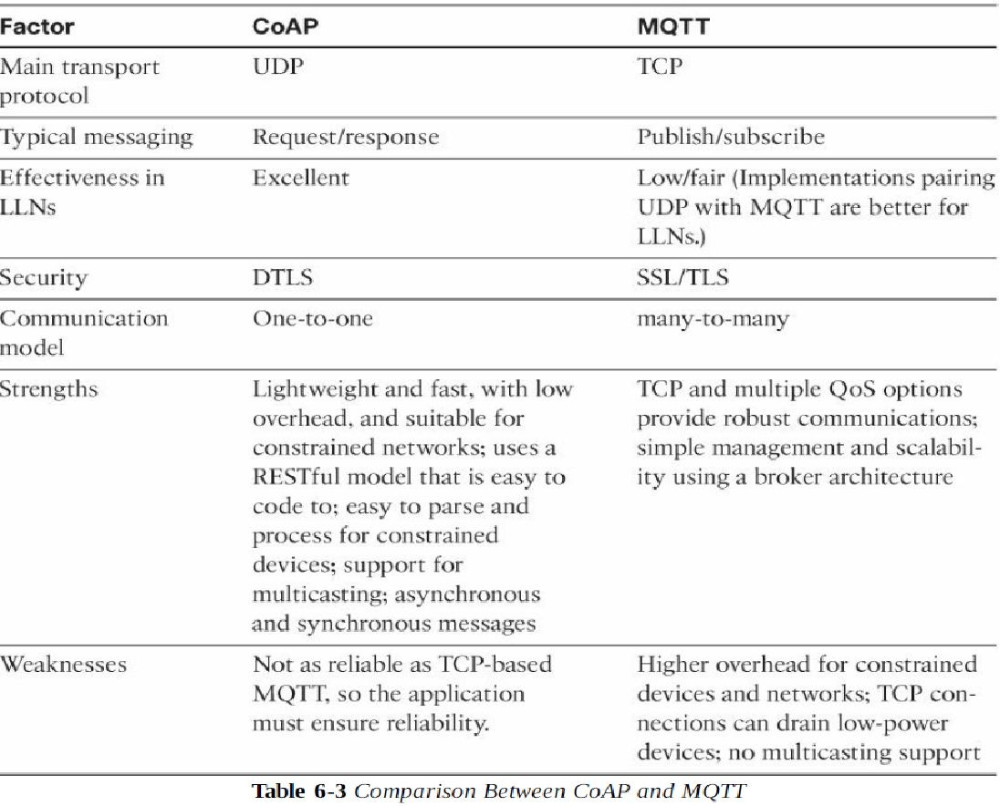 Factor CoAP MQTT
Main transport protocol UDP TCP
Typical messaging Request/response Publish/subscribe
Effectiveness in LLNs Excellent Low/fair (Implementations pairing UDP with MQTT are better for LLNs.)
Security DTLS SSL/TLS
Communication model One-to-one many-to-many
Strengths
Lightweight and fast, with low
overhead, and suitable for
constrained networks; uses a
RESTful model that is easy to
code to; easy to parse and
process for constrained
devices; support for
multicasting; asynchronous
and synchronous messages
TCP and multiple QoS options
provide robust communications;
simple management and scalabil-
ity using a broker architecture
Weaknesses
Not as reliable as TCP-based
MQTT, so the application
must ensure reliability.
Higher overhead for constrained
devices and networks; TCP con-
nections can drain low-power
devices; no multicasting support
Table 6-3 Comparison Between CoAP and MQTT